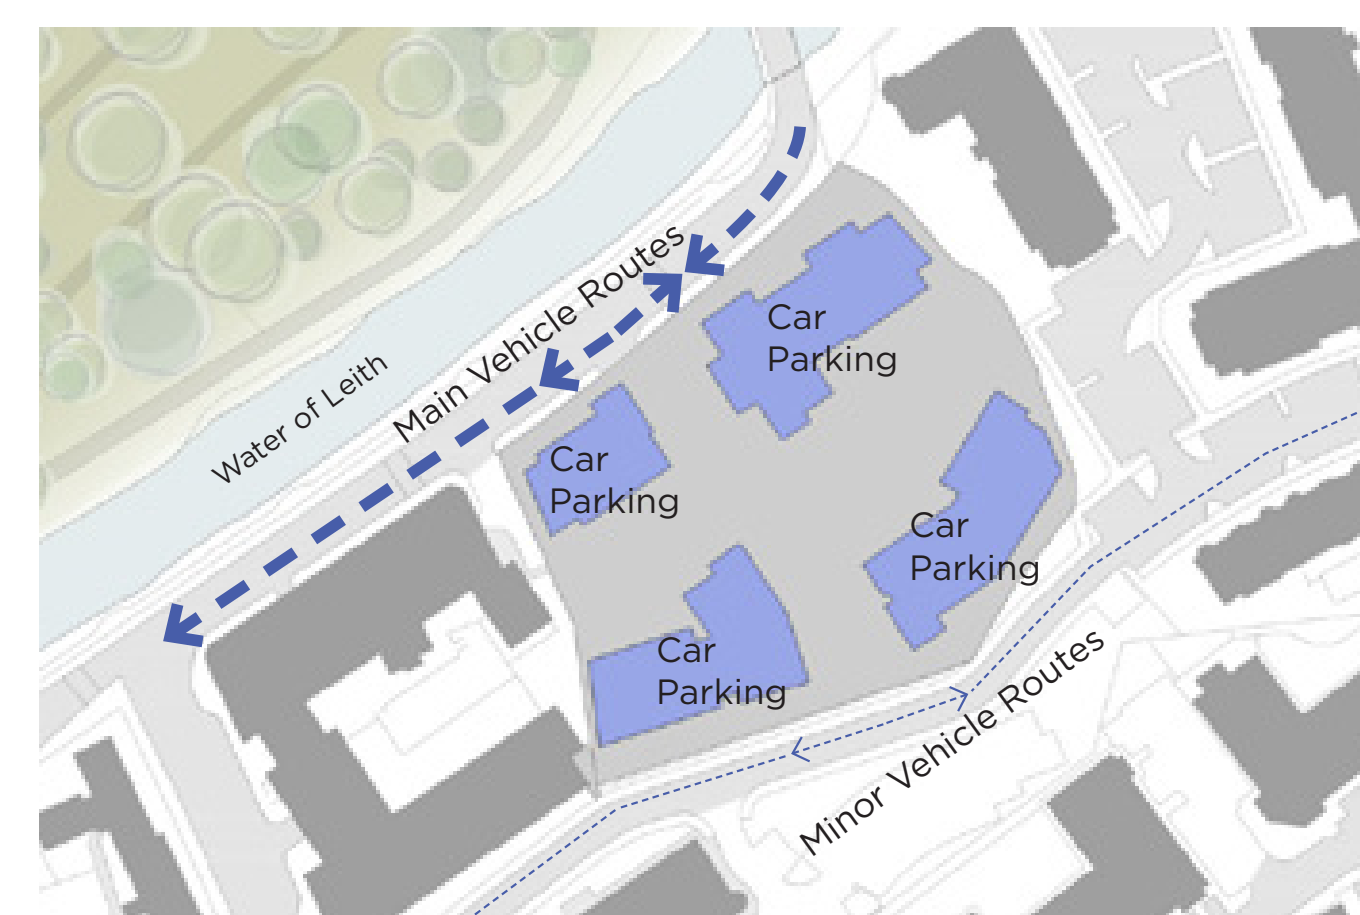 Main Vehicle Routes
Water of Leith
Car
Parking
Car
Parking
Car
Parking
Car
Parking
Minor Vehicle Routes